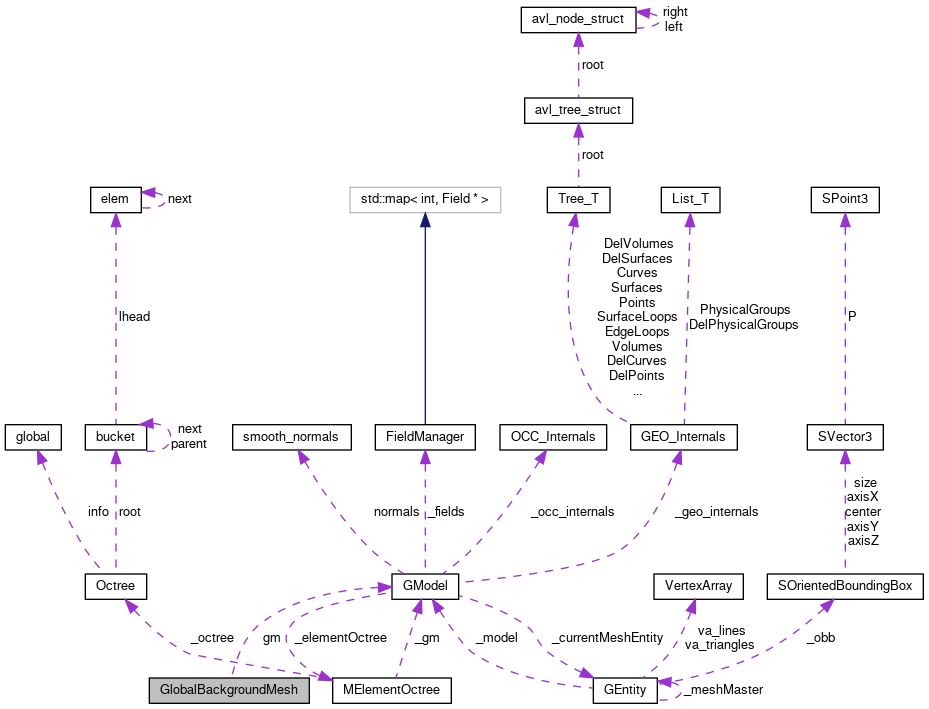 avl_node_struct
right
left
root
avl_tree_struct
root
elem
next
std::map< int, Field * >
Tree_T
List_T
SPoint3
DelVolumes
DelSurfaces
Curves
Surfaces
Points
SurfaceLoops
EdgeLoops
Volumes
DelCurves
DelPoints
...
lhead
PhysicalGroups
DelPhysicalGroups
P
global
bucket
next
parent
smooth_normals
FieldManager
OCC_Internals
GEO_Internals
SVector3
info
root
normals
_fields
_occ_internals
_geo_internals
size
axisX
center
axisY
axisZ
Octree
GModel
VertexArray
SOrientedBoundingBox
_octree
gm
_elementOctree
_gm
_model
_currentMeshEntity
va_lines
va_triangles
_obb
GlobalBackgroundMesh
MElementOctree
GEntity
_meshMaster